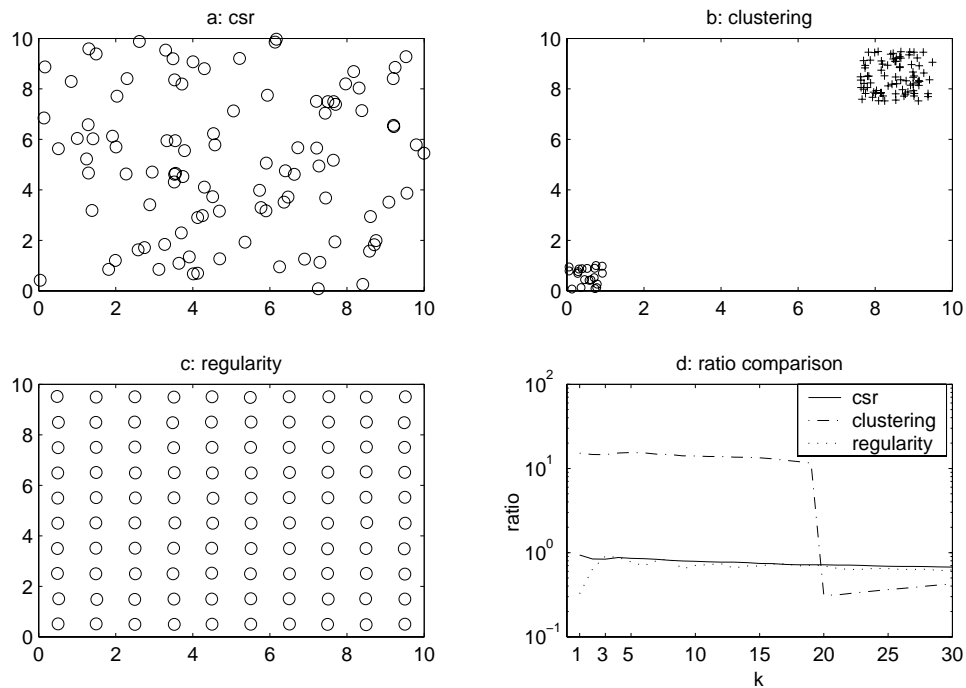 a: csr
10
8
6
4
2
0
0 2 4 6 8 10
b: clustering
10
8
6
4
2
0
0 2 4 6 8 10
c: regularity
10
8
6
4
2
0
0 2 4 6 8 10
d: ratio comparison
10^2
10^1
10^0
10^-1
ratio
csr
clustering
regularity
1 3 5 10 15 20 25 30
k